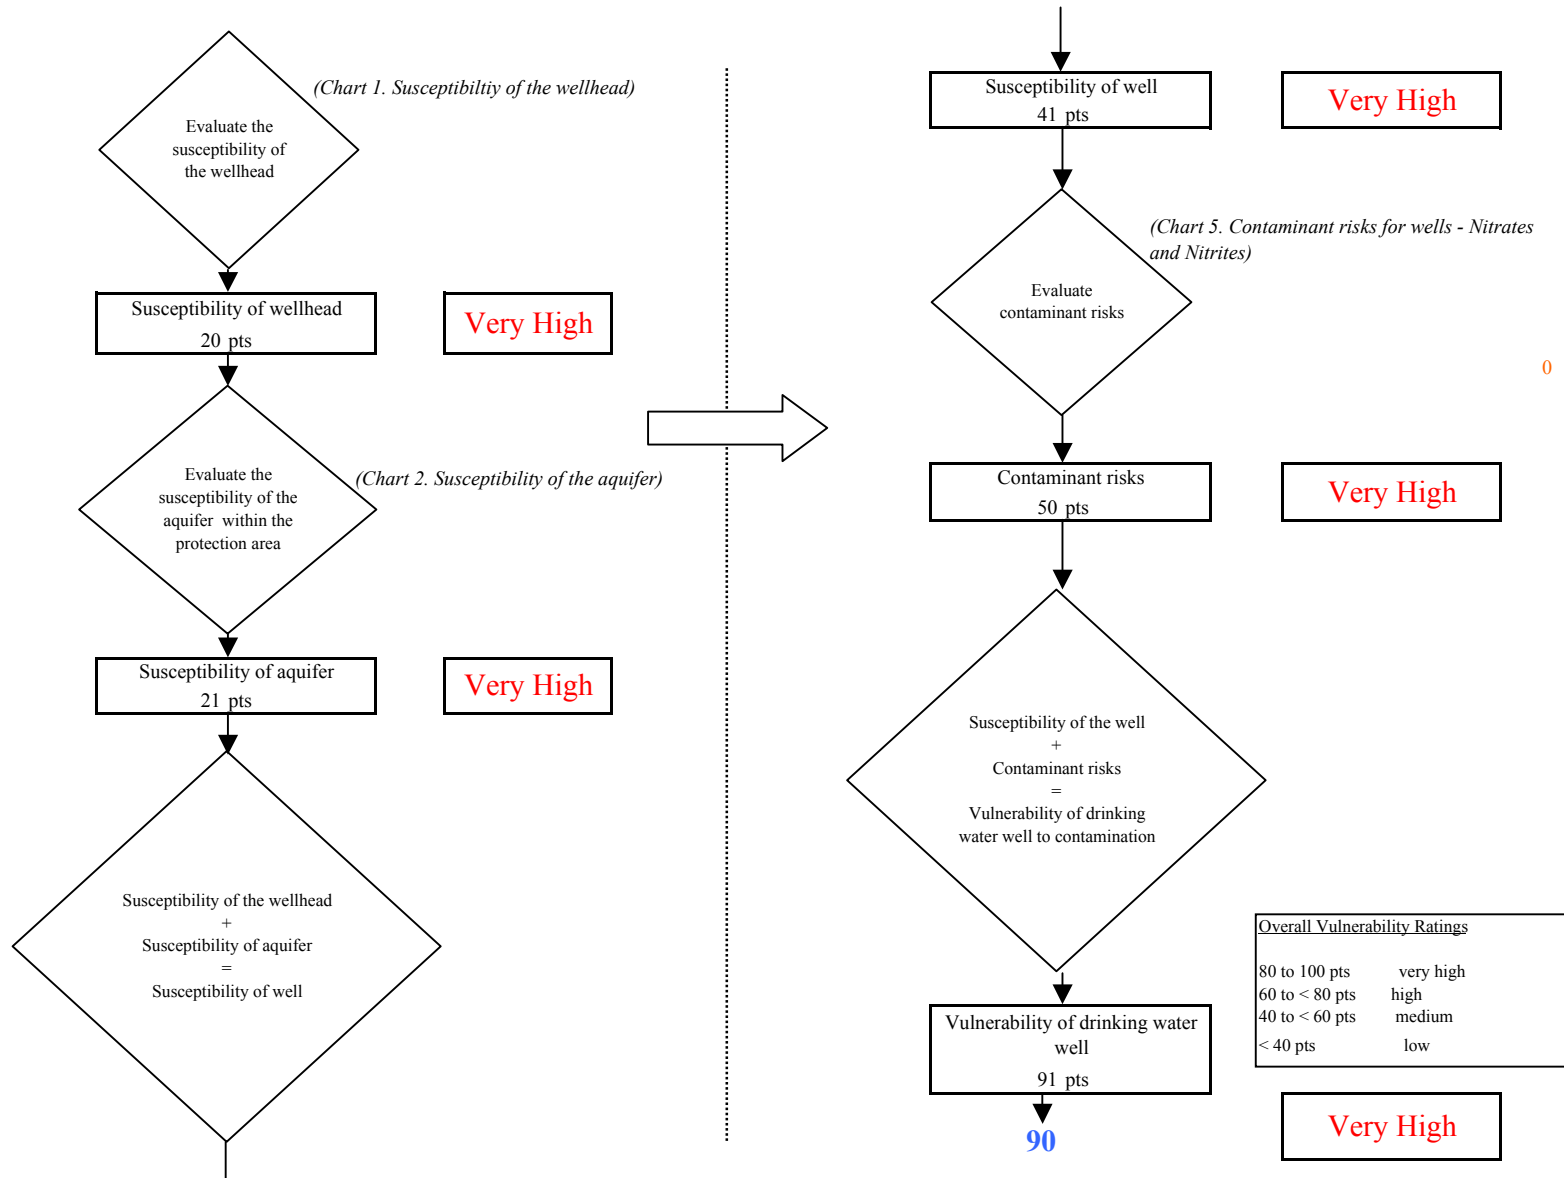 (Chart 1. Susceptibiltiy of the wellhead)
Evaluate the
susceptibility of
the wellhead
Susceptibility of wellhead
20 pts
Very High
Evaluate the
susceptibility of the
aquifer within the
protection area
(Chart 2. Susceptibility of the aquifer)
Susceptibility of aquifer
21 pts
Very High
Susceptibility of the wellhead
+
Susceptibility of aquifer
=
Susceptibility of well
Susceptibility of well
41 pts
Very High
(Chart 5. Contaminant risks for wells - Nitrates
and Nitrites)
Evaluate
contaminant risks
0
Contaminant risks
50 pts
Very High
Susceptibility of the well
+
Contaminant risks
=
Vulnerability of drinking
water well to contamination
Overall Vulnerability Ratings
80 to 100 pts very high
60 to < 80 pts high
40 to < 60 pts medium
< 40 pts low
Vulnerability of drinking water
well
91 pts
90
Very High